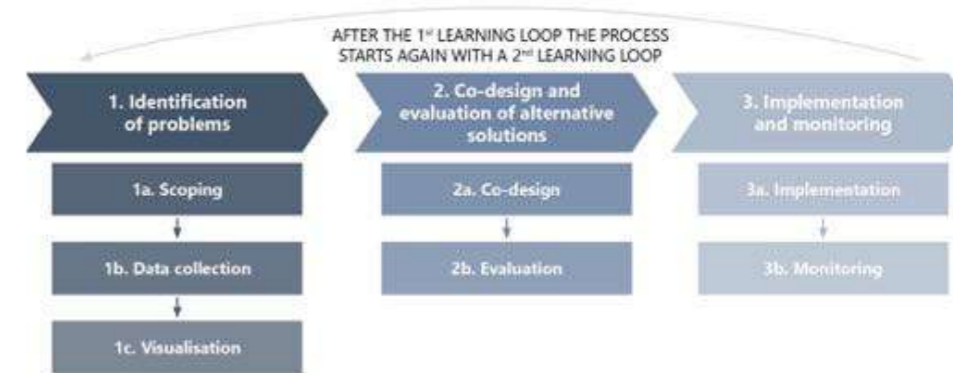 AFTER THE 1st LEARNING LOOP THE PROCESS
STARTS AGAIN WITH A 2nd LEARNING LOOP
1. Identification
of problems
2. Co-design and
evaluation of alternative
solutions
3. Implementation
and monitoring
1a. Scoping
2a. Co-design
3a. Implementation
1b. Data collection
2b. Evaluation
3b. Monitoring
1c. Visualisation